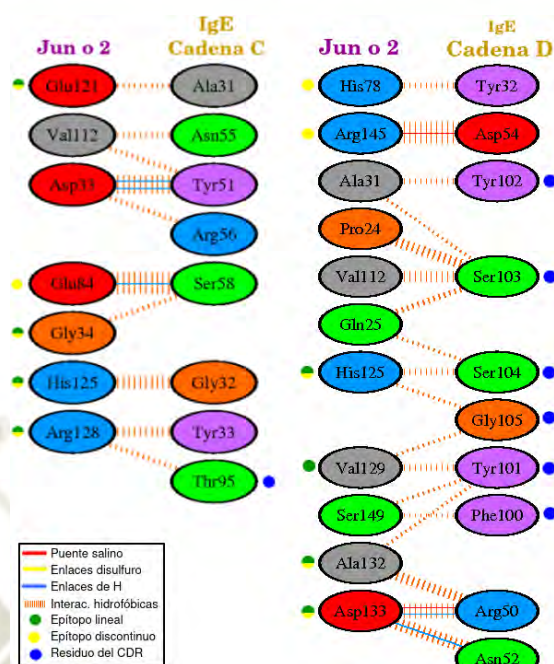 Jun o 2
IgE
Cadena C
Glu121
Ala31
Val112
Asn55
Asp33
Tyr51
Arg56
Glu84
Ser58
Gly34
His125
Gly32
Arg128
Tyr33
Thr95
Jun o 2
IgE
Cadena D
His78
Tyr32
Arg145
Asp54
Ala31
Tyr102
Pro24
Val112
Ser103
Gln25
His125
Ser104
Gly105
Val129
Tyr101
Ser149
Phe100
Ala132
Asp133
Arg50
Asn52
Puente salino
Enlaces disulfuro
Enlaces de H
Interac. hidrofóbicas
Epítopo lineal
Epítopo discontinuo
Residuo del CDR